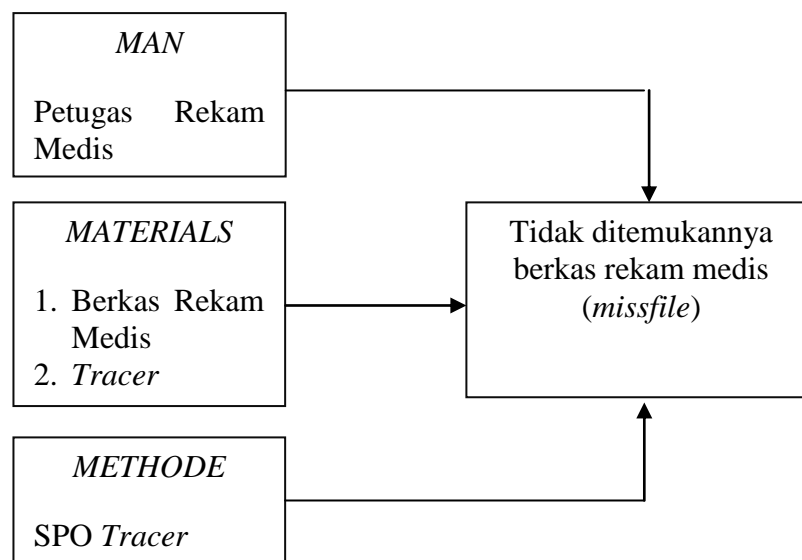 MAN
Petugas Rekam
Medis
MATERIALS
1. Berkas Rekam
Medis
2. Tracer
METHODE
SPO Tracer
Tidak ditemukannya
berkas rekam medis
(missfile)